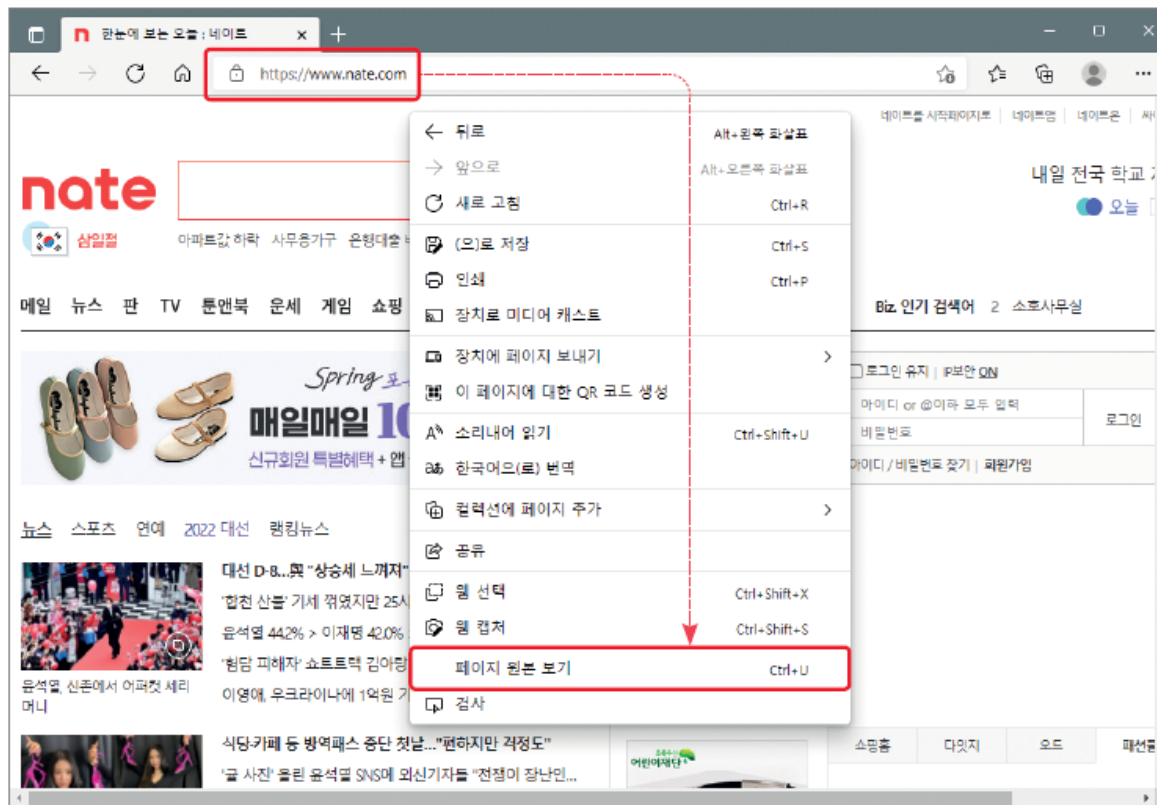 한눈에 보는 오늘 : 네이트
https://www.nate.com
네이트를 시작페이지로 네이트앱 네이트온
nate
삼일절
내일 전국 학교
오늘
아파트값 하락 사무용가구 은행대출
메일 뉴스 판 TV 툰앤북 운세 게임 쇼핑
Biz. 인기 검색어 2 소호사무실
뒤로 Alt+왼쪽 화살표
앞으로 Alt+오른쪽 화살표
새로 고침 Ctrl+R
(으)로 저장 Ctrl+S
인쇄 Ctrl+P
장치로 미디어 캐스트
장치에 페이지 보내기
이 페이지에 대한 QR 코드 생성
소리내어 읽기 Ctrl+Shift+U
한국어으(로) 번역
컬렉션에 페이지 추가
공유
웹 선택 Ctrl+Shift+X
웹 캡처 Ctrl+Shift+S
페이지 원본 보기 Ctrl+U
검사
Spring
매일매일 10
신규회원 특별혜택 + 앱
로그인 유지 | IP보안 ON
아이디 or @이하 모두 입력
비밀번호
로그인
아이디 / 비밀번호 찾기 | 회원가입
뉴스 스포츠 연예 2022 대선 랭킹뉴스
대선 D-8...與 "상승세 느껴져"
'합천 산불' 기세 꺾였지만 25시
윤석열 44.2% > 이재명 42.0%
'험담 피해자' 쇼트트랙 김아랑
이영애, 우크라이나에 1억원 기
윤석열, 신촌에서 어퍼컷 세리
머니
식당·카페 등 방역패스 중단 첫날..."편하지만 걱정도"
'귤 사진' 올린 윤석열 SNS에 외신기자들 "전쟁이 장난인...
초록우산
어린이재단
쇼핑홈 다잇지 오드 패션플